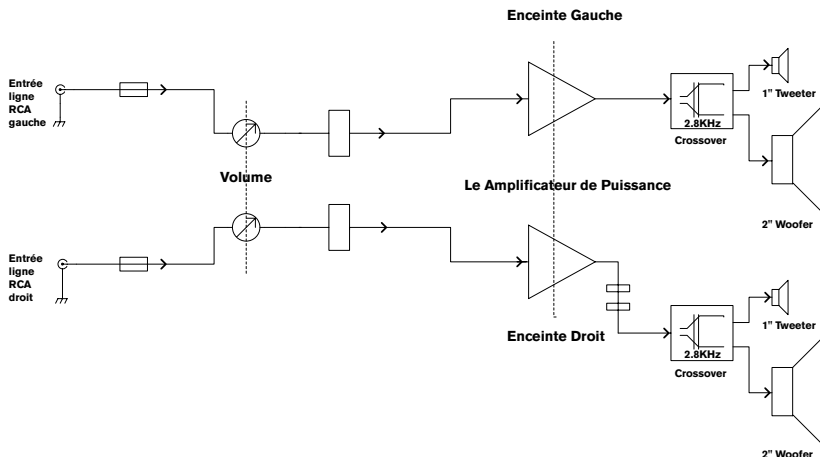 Enceinte Gauche
Entrée
ligne
RCA
gauche
1" Tweeter
2.8KHz
Crossover
Volume
Le Amplificateur de Puissance
2" Woofer
Entrée
ligne
RCA
droit
1" Tweeter
Enceinte Droit
2.8KHz
Crossover
2" Woofer